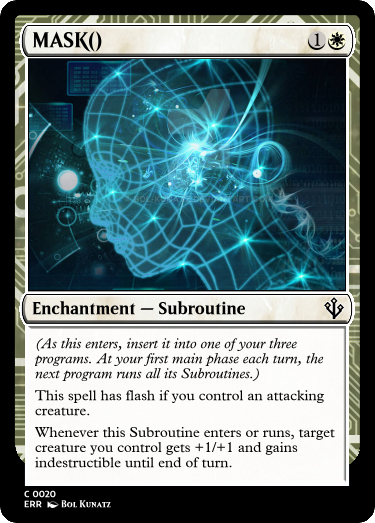 MASK()
1
Enchantment — Subroutine
(As this enters, insert it into one of your three
programs. At your first main phase each turn, the
next program runs all its Subroutines.)
This spell has flash if you control an attacking
creature.
Whenever this Subroutine enters or runs, target
creature you control gets +1/+1 and gains
indestructible until end of turn.
C 0020
ERR Bol Kunatz